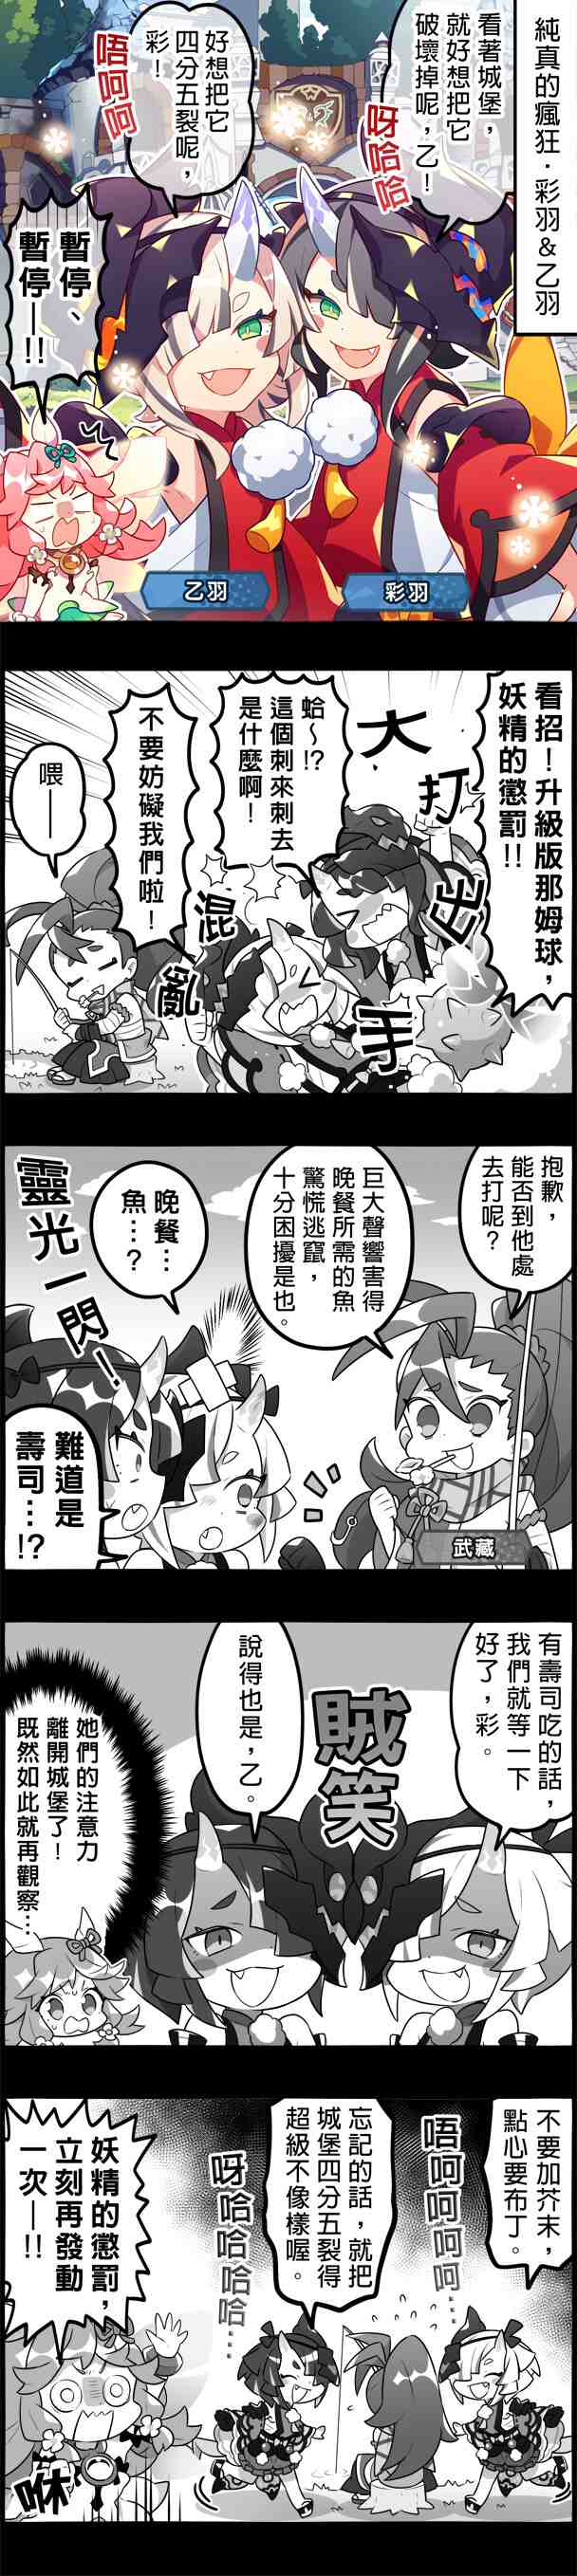 純真的瘋狂．彩羽&乙羽
看著城堡，
就好想把它
破壞掉呢，乙！
呀哈哈
好想把它
四分五裂呢，
彩！
唔呵呵
暫停、
暫停—!!
乙羽
彩羽
看招！升級版那姆球，
妖精的懲罰!!
大打出手
蛤～!?
這個刺來刺去
是什麼啊！
混亂
不要妨礙我們啦！
喂——
抱歉，
能否到他處
去打呢？
巨大聲響害得
晚餐所需的魚
驚慌逃竄，
十分困擾是也。
晚餐…
魚…？
靈光一閃！
難道是
壽司…!?
武藏
有壽司吃的話，
我們就等一下
好了，彩。
賊笑
說得也是，乙。
她們的注意力
離開城堡了！
既然如此就再觀察…
不要加芥末，
點心要布丁。
唔呵呵呵呵…
忘記的話，就把
城堡四分五裂得
超級不像樣喔。
呀哈哈哈哈…
妖精的懲罰，
立刻再發動
一次—!!
咻